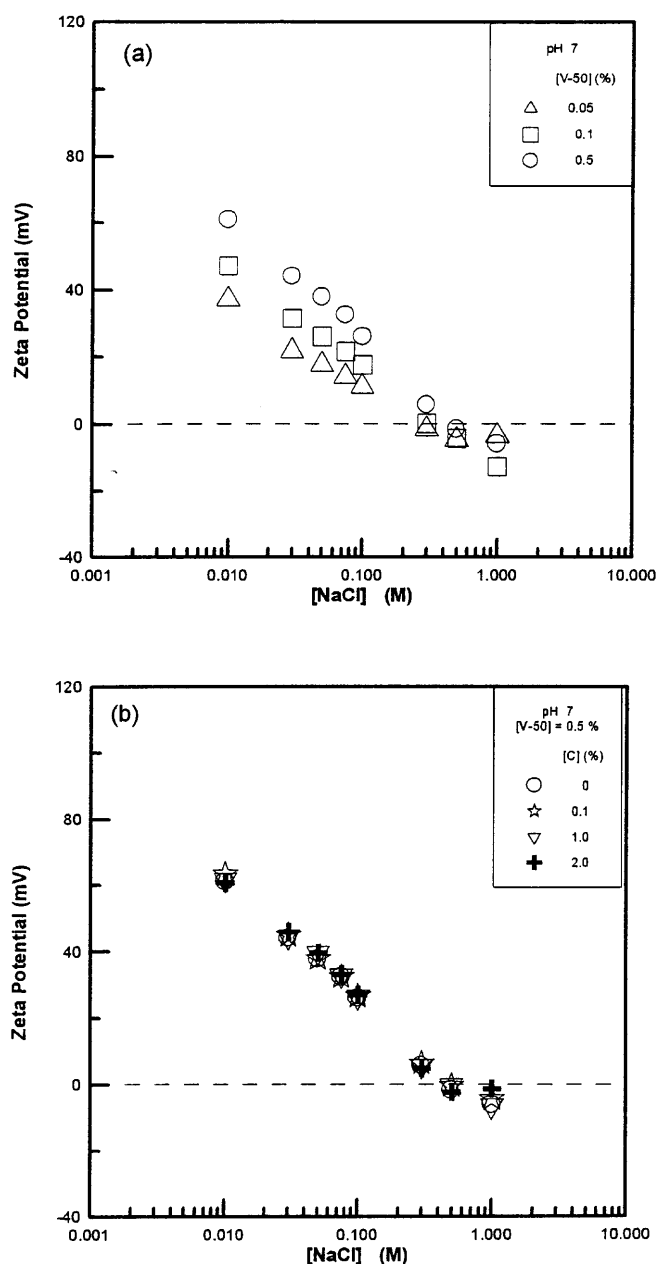 120
(a)
pH 7
[V-50] (%)
0.05
0.1
0.5
80
40
0
-40
Zeta Potential (mV)
0.001
0.010
0.100
1.000
10.000
[NaCl] (M)
120
(b)
pH 7
[V-50] = 0.5 %
[C] (%)
0
0.1
1.0
2.0
80
40
0
-40
Zeta Potential (mV)
0.001
0.010
0.100
1.000
10.000
[NaCl] (M)